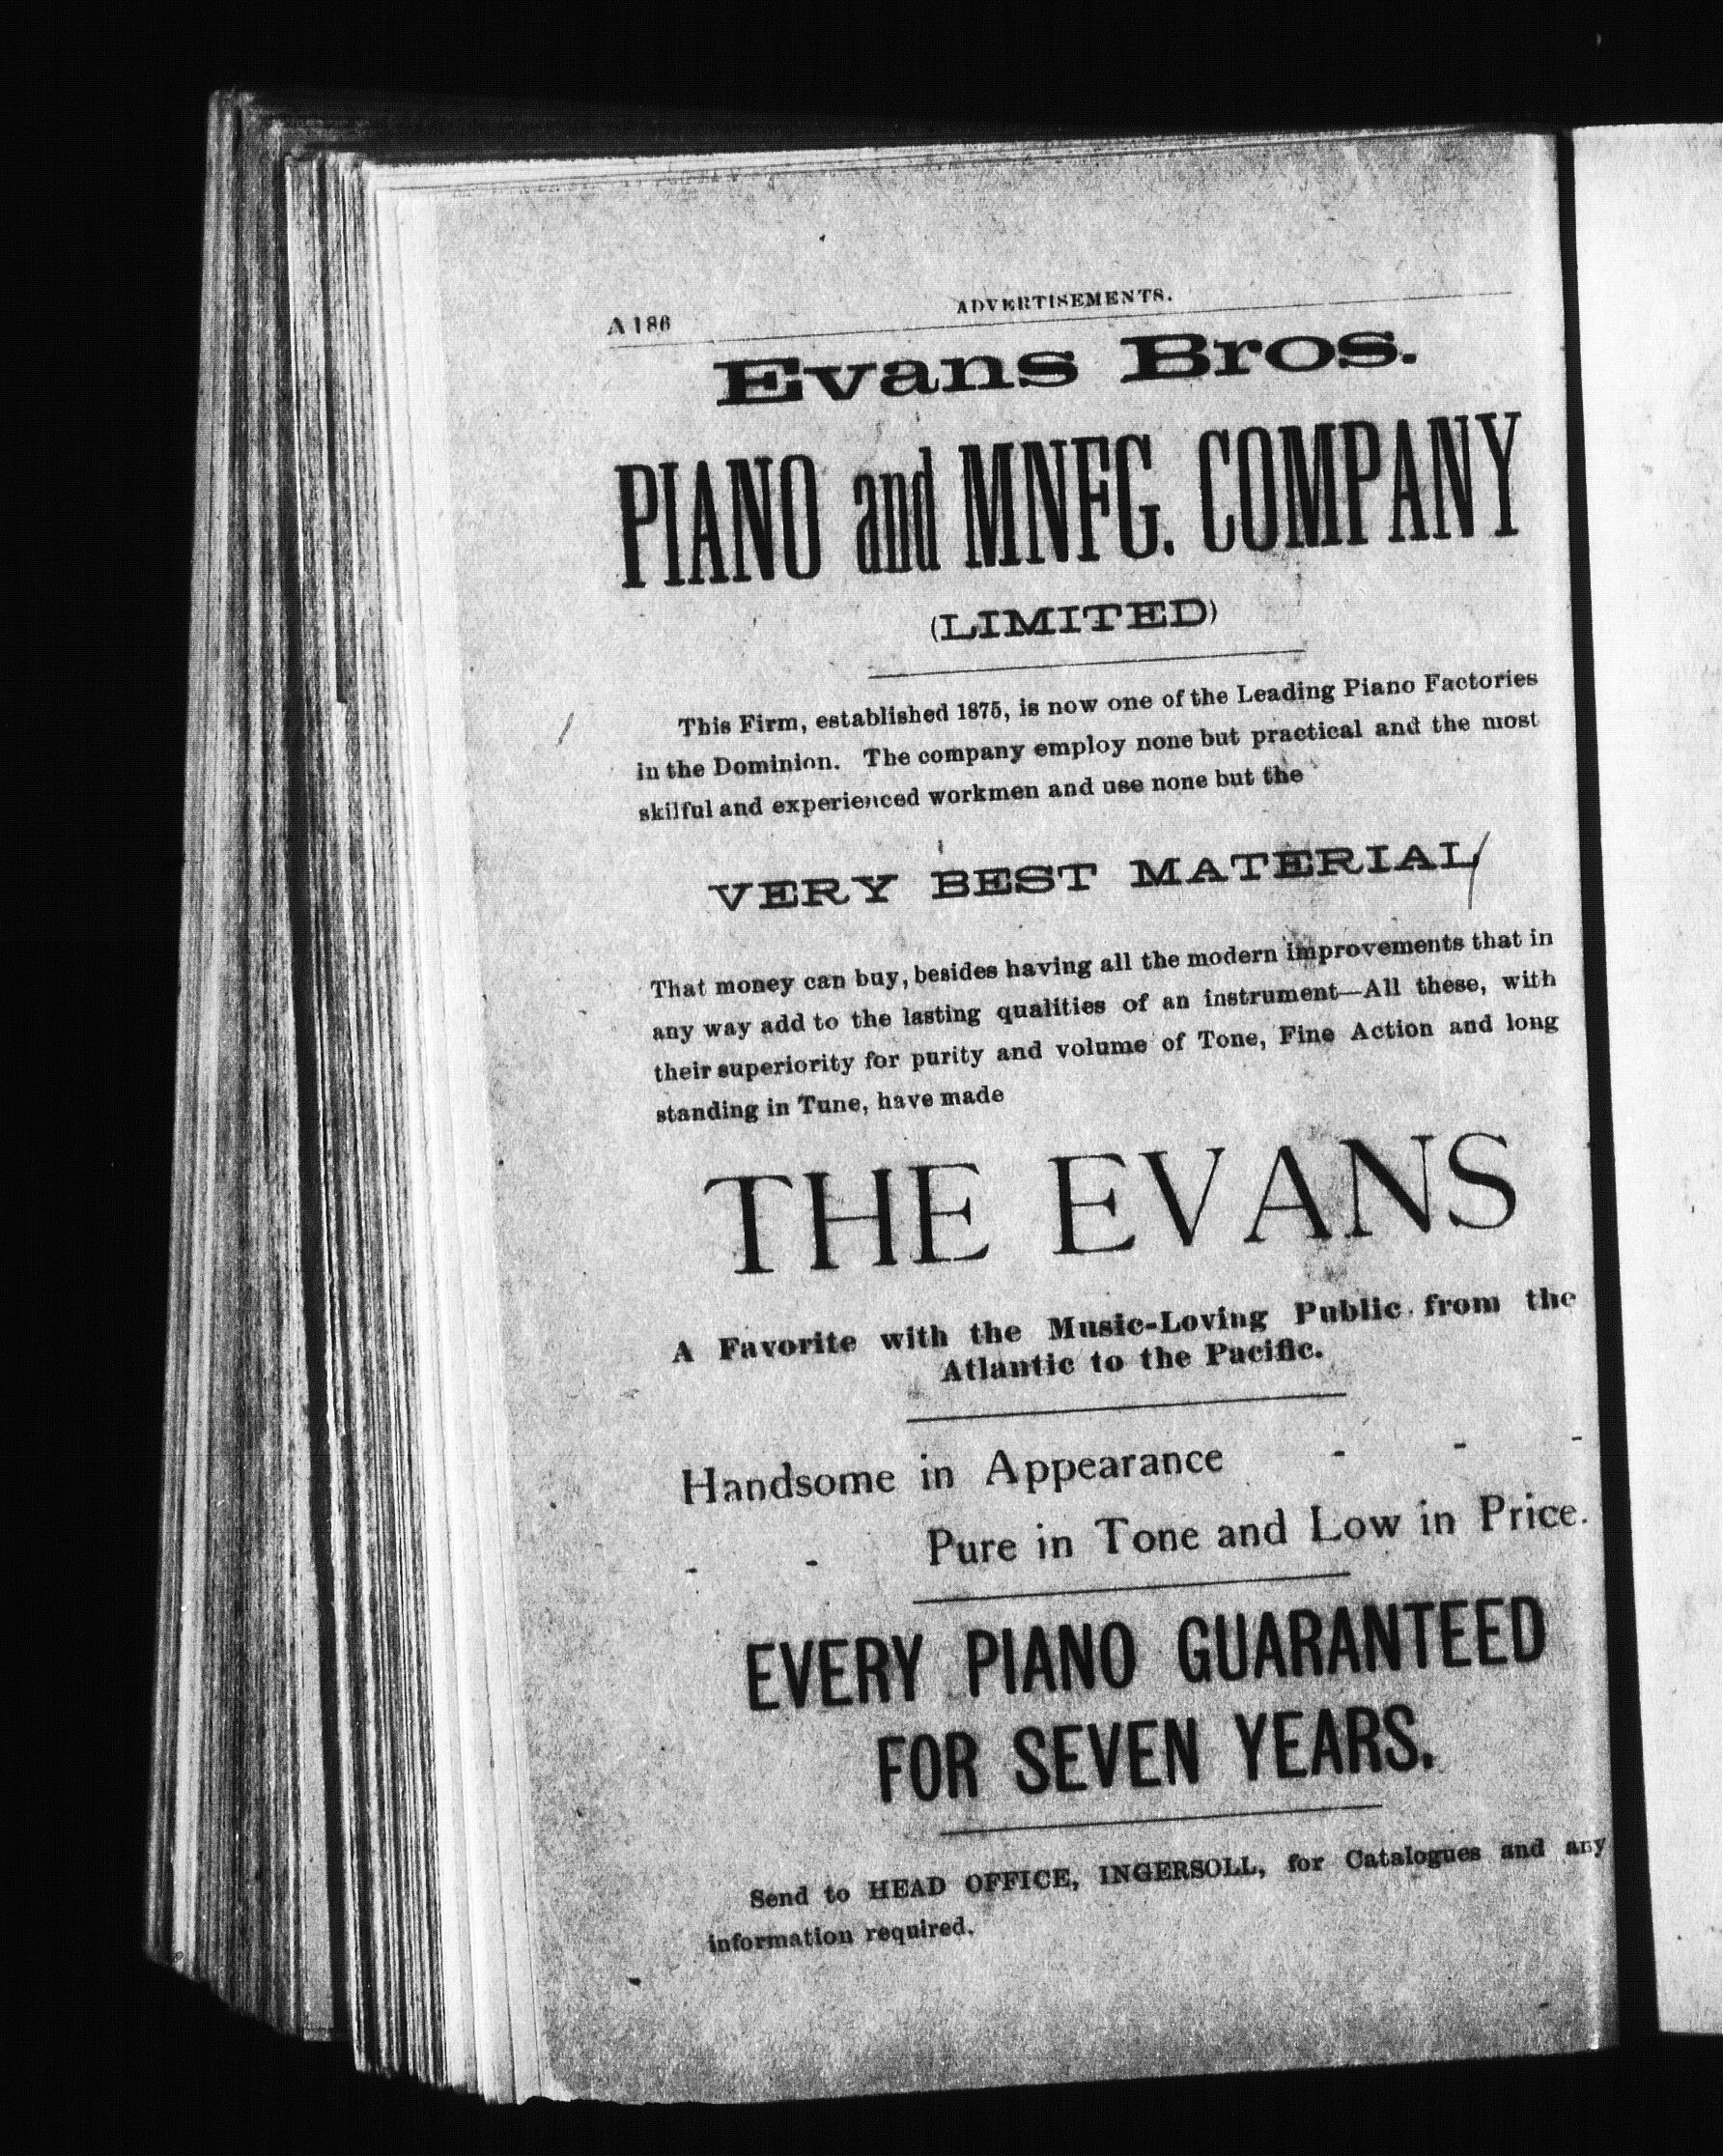 A 186
ADVERTISEMENTS.
Evans Bros.
PIANO and MNFG. COMPANY
(LIMITED)
This Firm, established 1875, is now one of the Leading Piano Factories
in the Dominion. The company employ none but practical and the most
skilful and experienced workmen and use none but the
VERY BEST MATERIAL
That money can buy, besides having all the modern improvements that in
any way add to the lasting qualities of an instrument—All these, with
their superiority for purity and volume of Tone, Fine Action and long
standing in Tune, have made
THE EVANS
A Favorite with the Music-Loving Public from the
Atlantic to the Pacific.
Handsome in Appearance - - -
- - Pure in Tone and Low in Price.
EVERY PIANO GUARANTEED
FOR SEVEN YEARS.
Send to HEAD OFFICE, INGERSOLL, for Catalogues and any
information required.